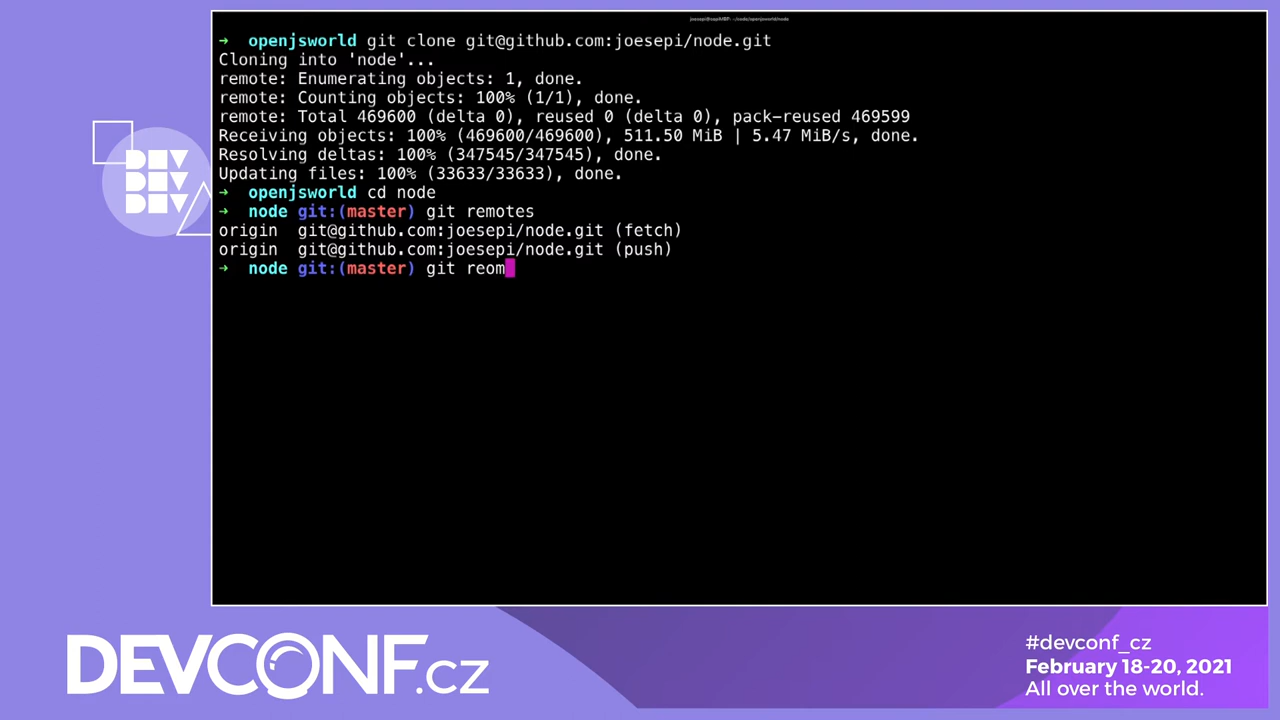 joesepi@sepiMBP: ~/code/openjsworld/node
→ openjsworld git clone git@github.com:joesepi/node.git
Cloning into 'node'...
remote: Enumerating objects: 1, done.
remote: Counting objects: 100% (1/1), done.
remote: Total 469600 (delta 0), reused 0 (delta 0), pack-reused 469599
Receiving objects: 100% (469600/469600), 511.50 MiB | 5.47 MiB/s, done.
Resolving deltas: 100% (347545/347545), done.
Updating files: 100% (33633/33633), done.
→ openjsworld cd node
→ node git:(master) git remotes
origin git@github.com:joesepi/node.git (fetch)
origin git@github.com:joesepi/node.git (push)
→ node git:(master) git reom
DEV
DEV
DEV
DEVCONF.cz
#devconf_cz
February 18-20, 2021
All over the world.